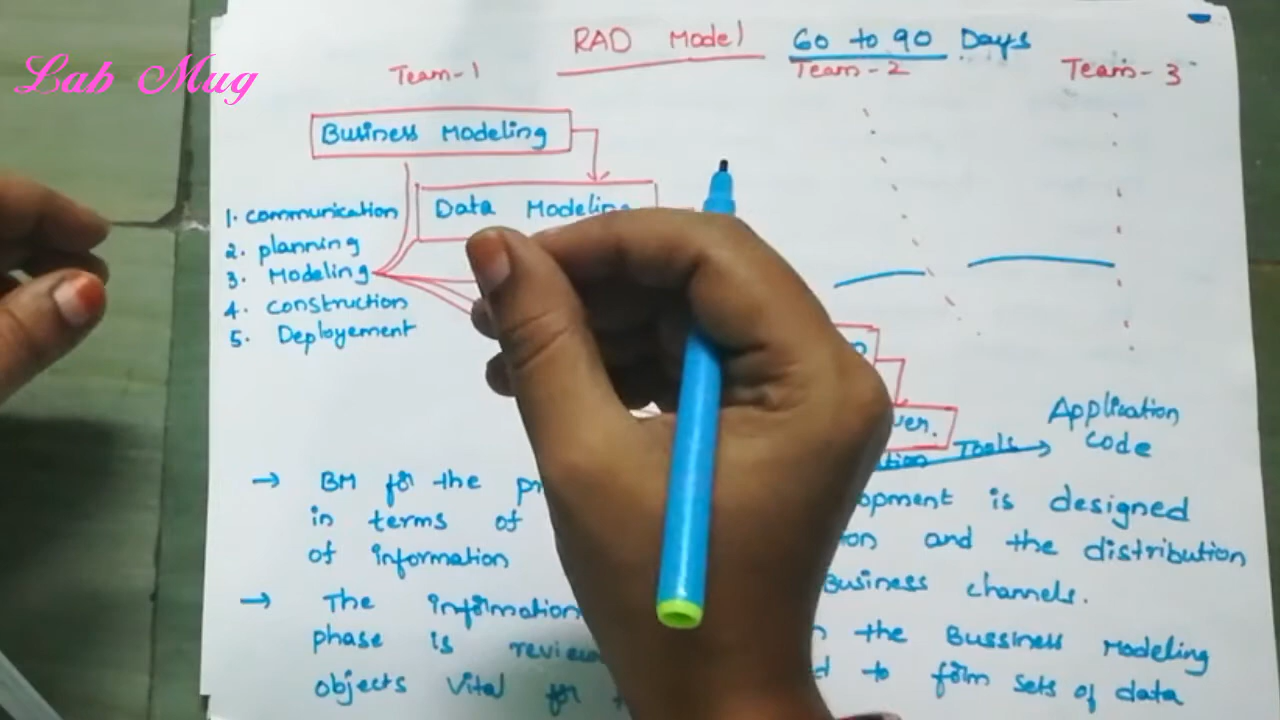 Lab Mug
RAD Model 60 to 90 Days
Team-1
Team-2
Team-3
Business Modeling
Data Modeling
1. Communication
2. planning
3. Modeling
4. construction
5. Deployement
ver.
Tools
Application
Code
→ BM for the
is designed
in terms of
and the distribution
of information
Business channels.
→ The information
the Bussiness Modeling
phase is
objects vital for
to form sets of data